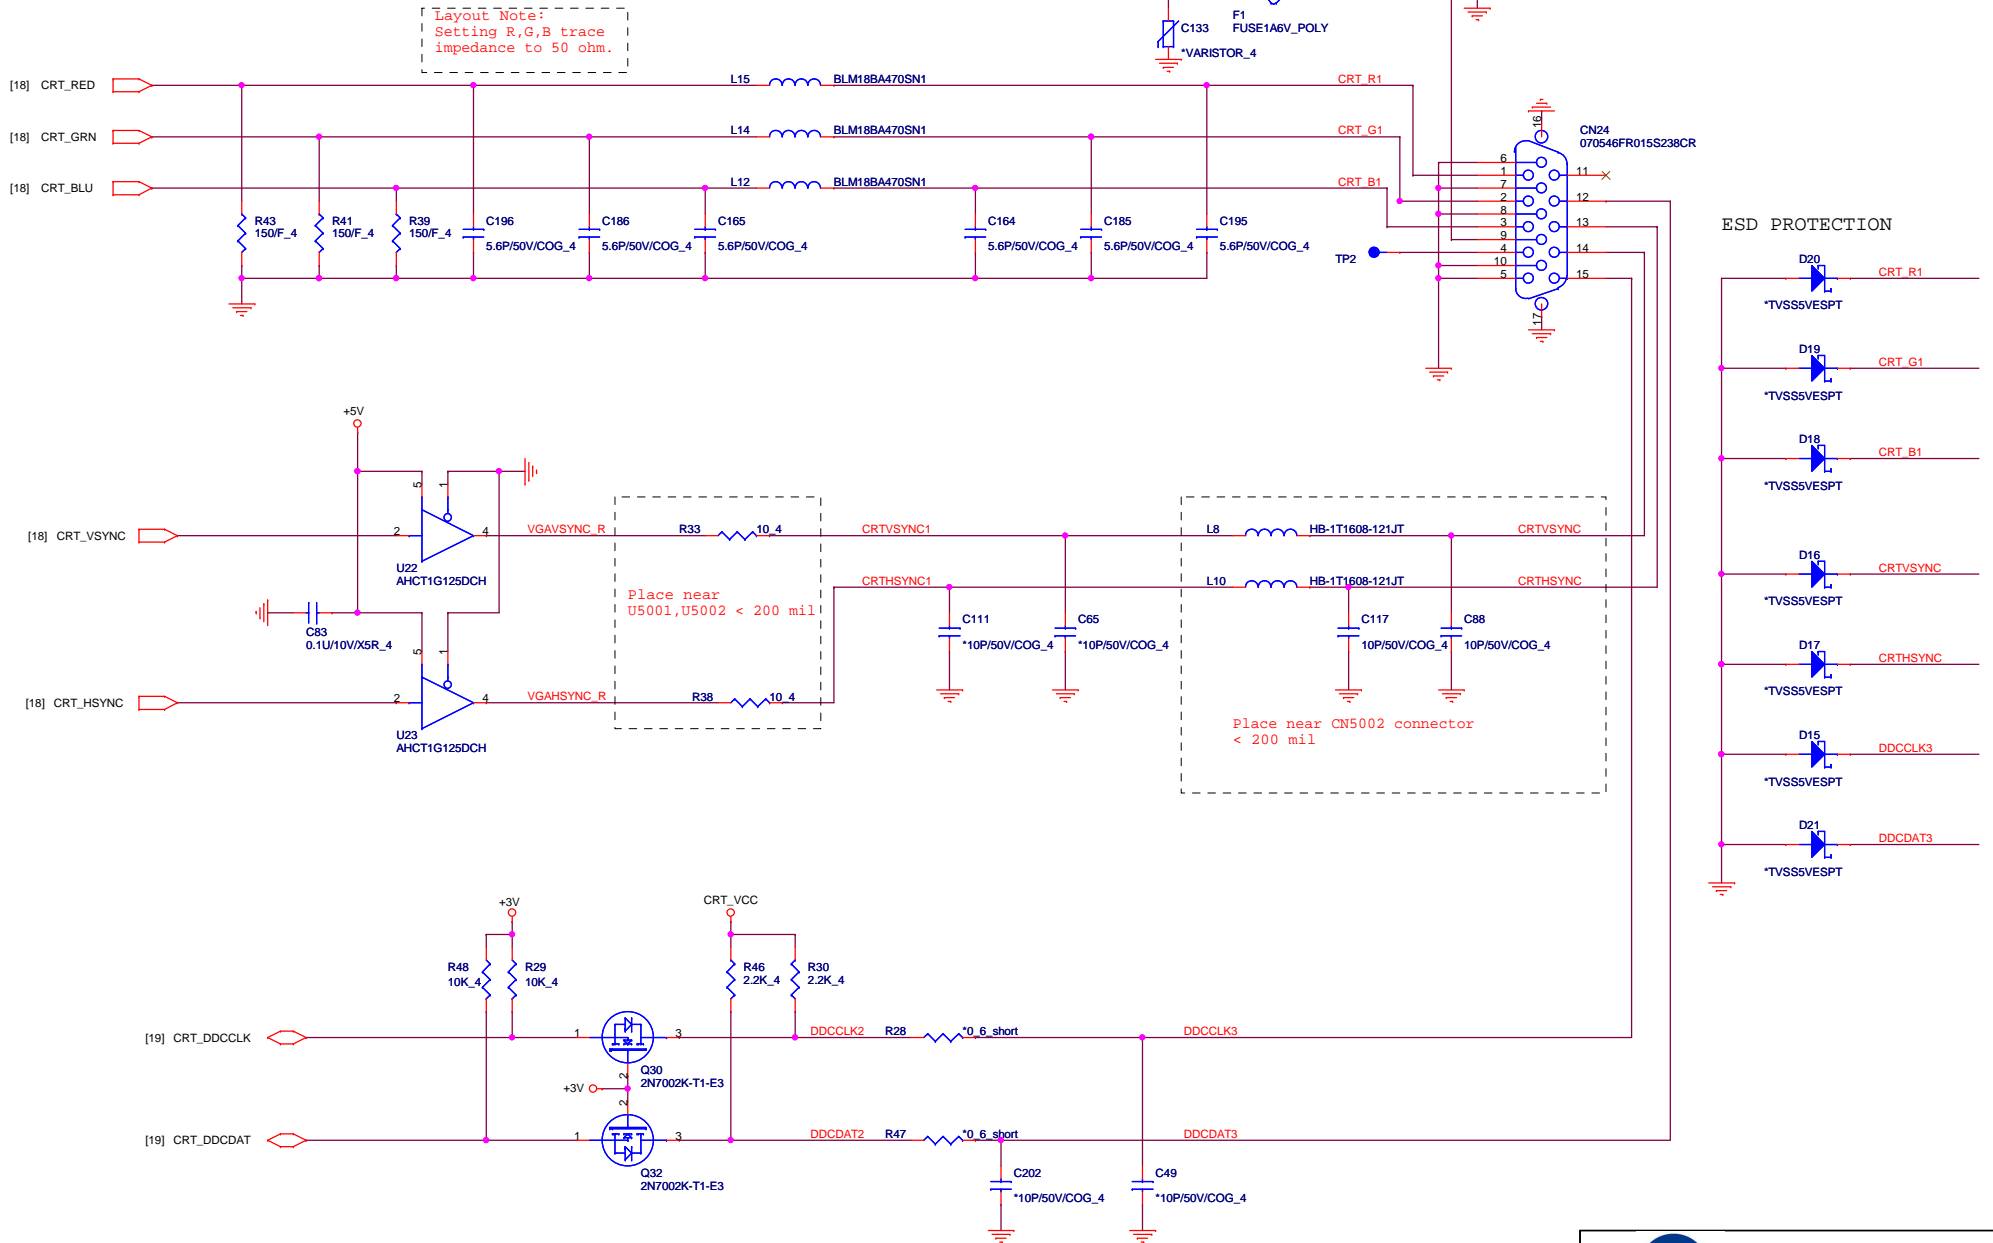 Layout Note:
Setting R,G,B trace
impedance to 50 ohm.
C133
*VARISTOR_4
F1
FUSE1A6V_POLY
[18] CRT_RED
L15
BLM18BA470SN1
CRT_R1
[18] CRT_GRN
L14
BLM18BA470SN1
CRT_G1
[18] CRT_BLU
L12
BLM18BA470SN1
CRT_B1
R43
150/F_4
R41
150/F_4
R39
150/F_4
C196
5.6P/50V/COG_4
C186
5.6P/50V/COG_4
C165
5.6P/50V/COG_4
C164
5.6P/50V/COG_4
C185
5.6P/50V/COG_4
C195
5.6P/50V/COG_4
TP2
CN24
070546FR015S238CR
16
6
1
7
2
8
3
9
4
10
5
11
12
13
14
15
17
ESD PROTECTION
D20
CRT_R1
*TVSS5VESPT
D19
CRT_G1
*TVSS5VESPT
D18
CRT_B1
*TVSS5VESPT
D16
CRTVSYNC
*TVSS5VESPT
D17
CRTHSYNC
*TVSS5VESPT
D15
DDCCLK3
*TVSS5VESPT
D21
DDCDAT3
*TVSS5VESPT
+5V
5
1
[18] CRT_VSYNC
2
4
VGAVSYNC_R
R33
10_4
CRTVSYNC1
L8
HB-1T1608-121JT
CRTVSYNC
U22
AHCT1G125DCH
CRTHSYNC1
L10
HB-1T1608-121JT
CRTHSYNC
Place near
U5001,U5002 < 200 mil
C83
0.1U/10V/X5R_4
C111
*10P/50V/COG_4
C65
*10P/50V/COG_4
C117
10P/50V/COG_4
C88
10P/50V/COG_4
5
1
[18] CRT_HSYNC
2
4
VGAHSYNC_R
R38
10_4
U23
AHCT1G125DCH
Place near CN5002 connector
< 200 mil
+3V
CRT_VCC
R48
10K_4
R29
10K_4
R46
2.2K_4
R30
2.2K_4
[19] CRT_DDCCLK
1
3
DDCCLK2
R28
*0_6_short
DDCCLK3
2
Q30
2N7002K-T1-E3
+3V
2
[19] CRT_DDCDAT
1
3
DDCDAT2
R47
*0_6_short
DDCDAT3
Q32
2N7002K-T1-E3
C202
*10P/50V/COG_4
C49
*10P/50V/COG_4